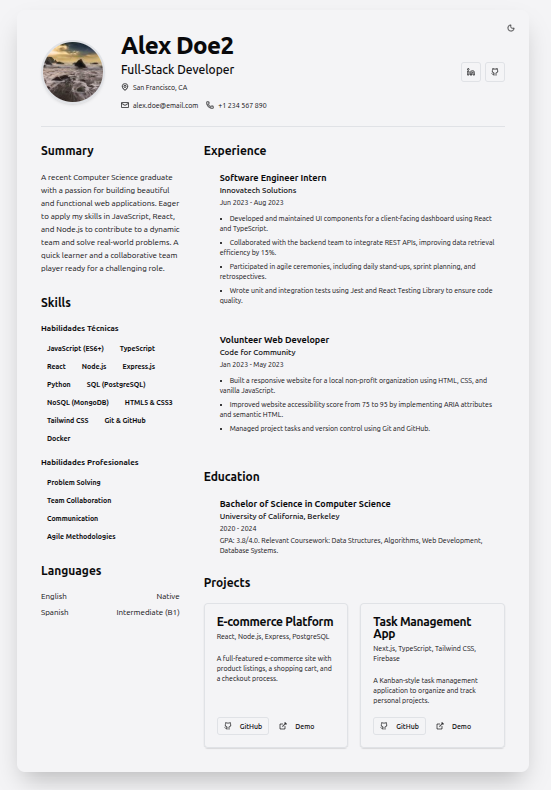 Alex Doe2
Full-Stack Developer
San Francisco, CA
alex.doe@email.com +1 234 567 890
Summary
A recent Computer Science graduate
with a passion for building beautiful
and functional web applications. Eager
to apply my skills in JavaScript, React,
and Node.js to contribute to a dynamic
team and solve real-world problems. A
quick learner and a collaborative team
player ready for a challenging role.
Skills
Habilidades Técnicas
JavaScript (ES6+) TypeScript
React Node.js Express.js
Python SQL (PostgreSQL)
NoSQL (MongoDB) HTML5 & CSS3
Tailwind CSS Git & GitHub
Docker
Habilidades Profesionales
Problem Solving
Team Collaboration
Communication
Agile Methodologies
Languages
English Native
Spanish Intermediate (B1)
Experience
Software Engineer Intern
Innovatech Solutions
Jun 2023 - Aug 2023
• Developed and maintained UI components for a client-facing dashboard using React
and TypeScript.
• Collaborated with the backend team to integrate REST APIs, improving data retrieval
efficiency by 15%.
• Participated in agile ceremonies, including daily stand-ups, sprint planning, and
retrospectives.
• Wrote unit and integration tests using Jest and React Testing Library to ensure code
quality.
Volunteer Web Developer
Code for Community
Jan 2023 - May 2023
• Built a responsive website for a local non-profit organization using HTML, CSS, and
vanilla JavaScript.
• Improved website accessibility score from 75 to 95 by implementing ARIA attributes
and semantic HTML.
• Managed project tasks and version control using Git and GitHub.
Education
Bachelor of Science in Computer Science
University of California, Berkeley
2020 - 2024
GPA: 3.8/4.0. Relevant Coursework: Data Structures, Algorithms, Web Development,
Database Systems.
Projects
E-commerce Platform
React, Node.js, Express, PostgreSQL
A full-featured e-commerce site with
product listings, a shopping cart, and
a checkout process.
GitHub Demo
Task Management
App
Next.js, TypeScript, Tailwind CSS,
Firebase
A Kanban-style task management
application to organize and track
personal projects.
GitHub Demo